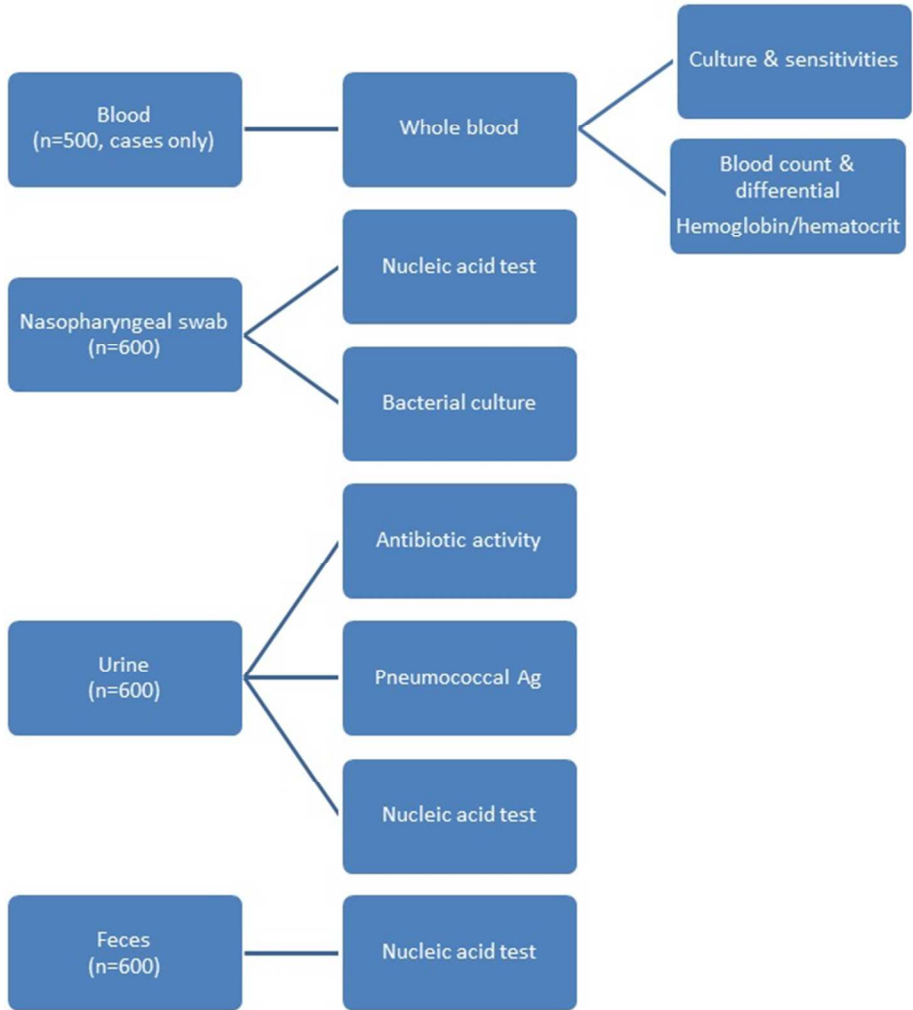 Blood
(n=500, cases only)
Whole blood
Culture & sensitivities
Blood count &
differential
Hemoglobin/hematocrit
Nasopharyngeal swab
(n=600)
Nucleic acid test
Bacterial culture
Urine
(n=600)
Antibiotic activity
Pneumococcal Ag
Nucleic acid test
Feces
(n=600)
Nucleic acid test